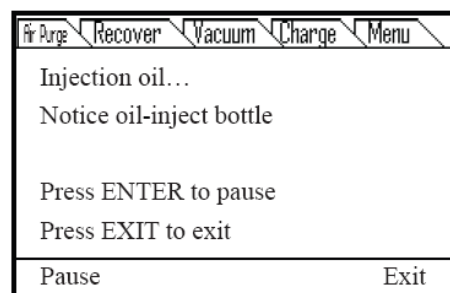 Air Purge Recover Vacuum Charge Menu
Injection oil…
Notice oil-inject bottle
Press ENTER to pause
Press EXIT to exit
Pause Exit